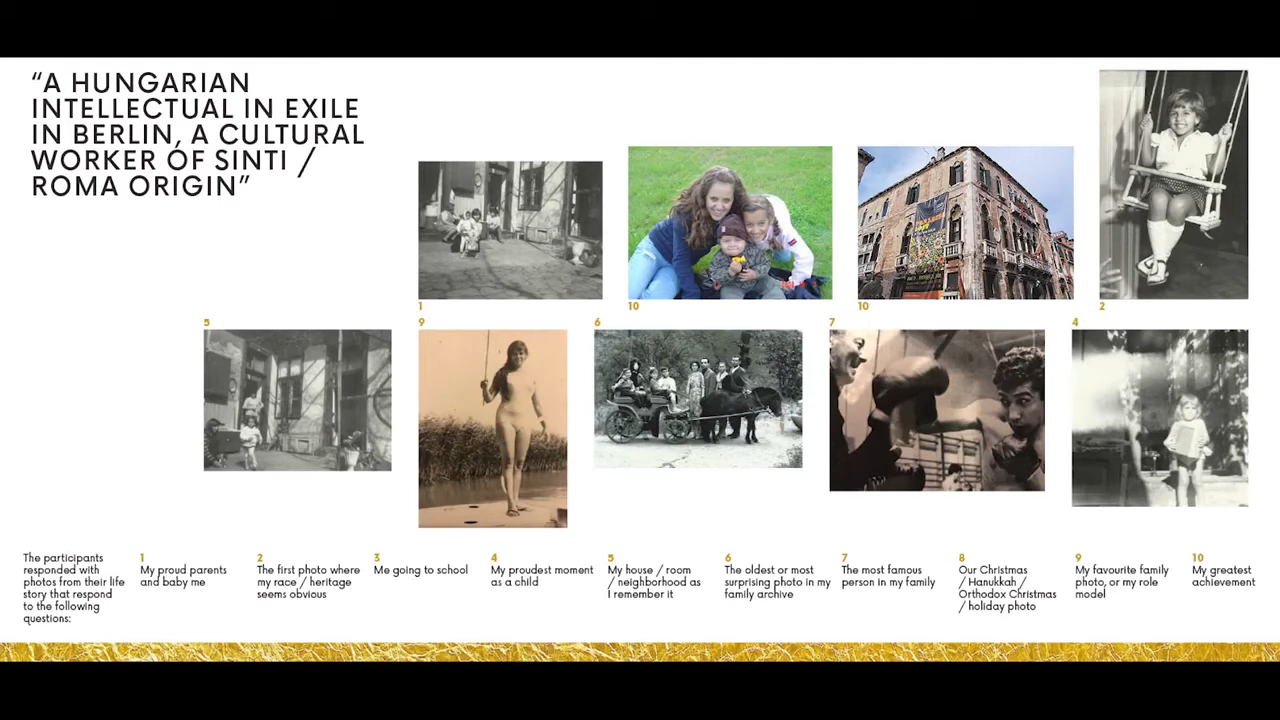 “A HUNGARIAN
INTELLECTUAL IN EXILE
IN BERLIN, A CULTURAL
WORKER OF SINTI /
ROMA ORIGIN”
1
10
10
2
5
9
6
7
4
The participants
responded with
photos from their life
story that respond
to the following
questions:
1
My proud parents
and baby me
2
The first photo where
my race / heritage
seems obvious
3
Me going to school
4
My proudest moment
as a child
5
My house / room
/ neighborhood as
I remember it
6
The oldest or most
surprising photo in my
family archive
7
The most famous
person in my family
8
Our Christmas
/ Hanukkah /
Orthodox Christmas
/ holiday photo
9
My favourite family
photo, or my role
model
10
My greatest
achievement